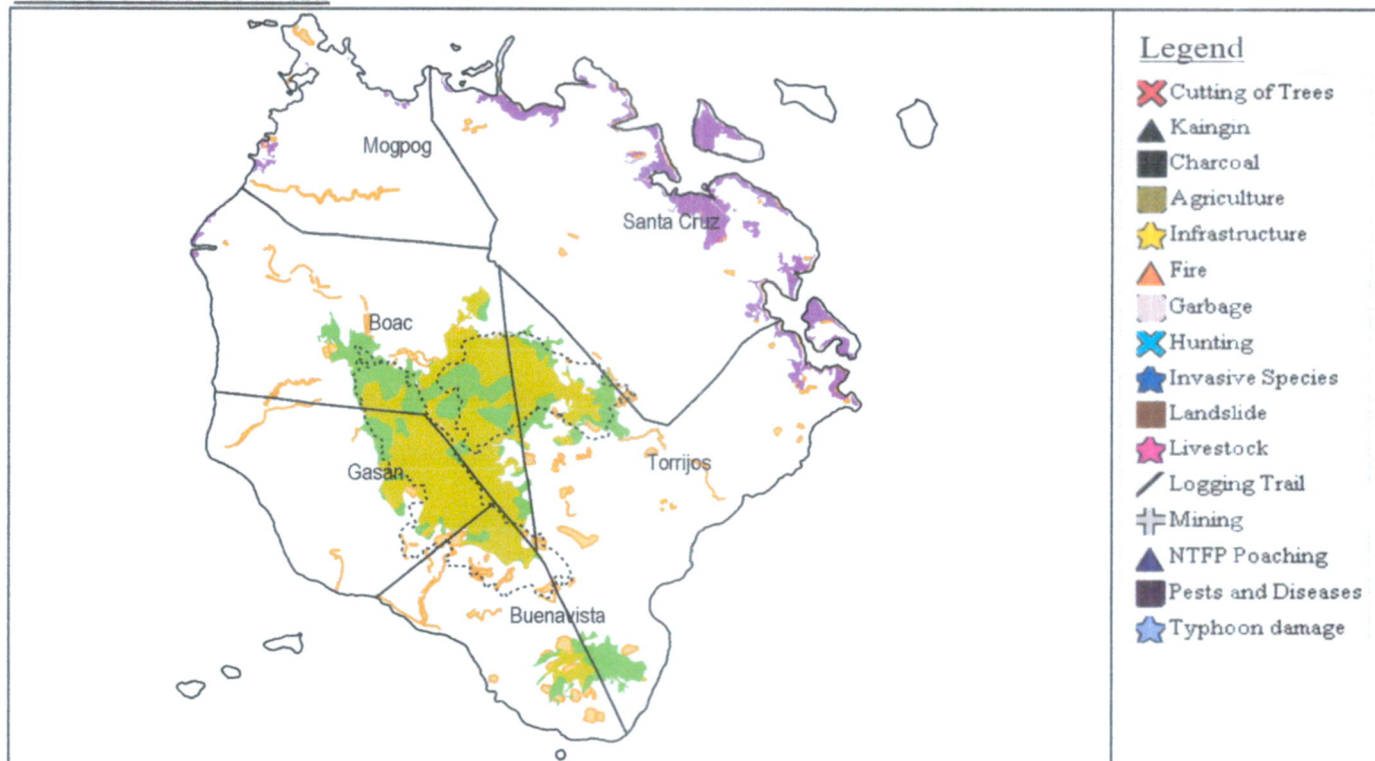 Mogpog
Santa Cruz
Boac
Gasan
Torrijos
Buenavista
Legend
Cutting of Trees
Kaingin
Charcoal
Agriculture
Infrastructure
Fire
Garbage
Hunting
Invasive Species
Landslide
Livestock
Logging Trail
Mining
NTFP Poaching
Pests and Diseases
Typhoon damage